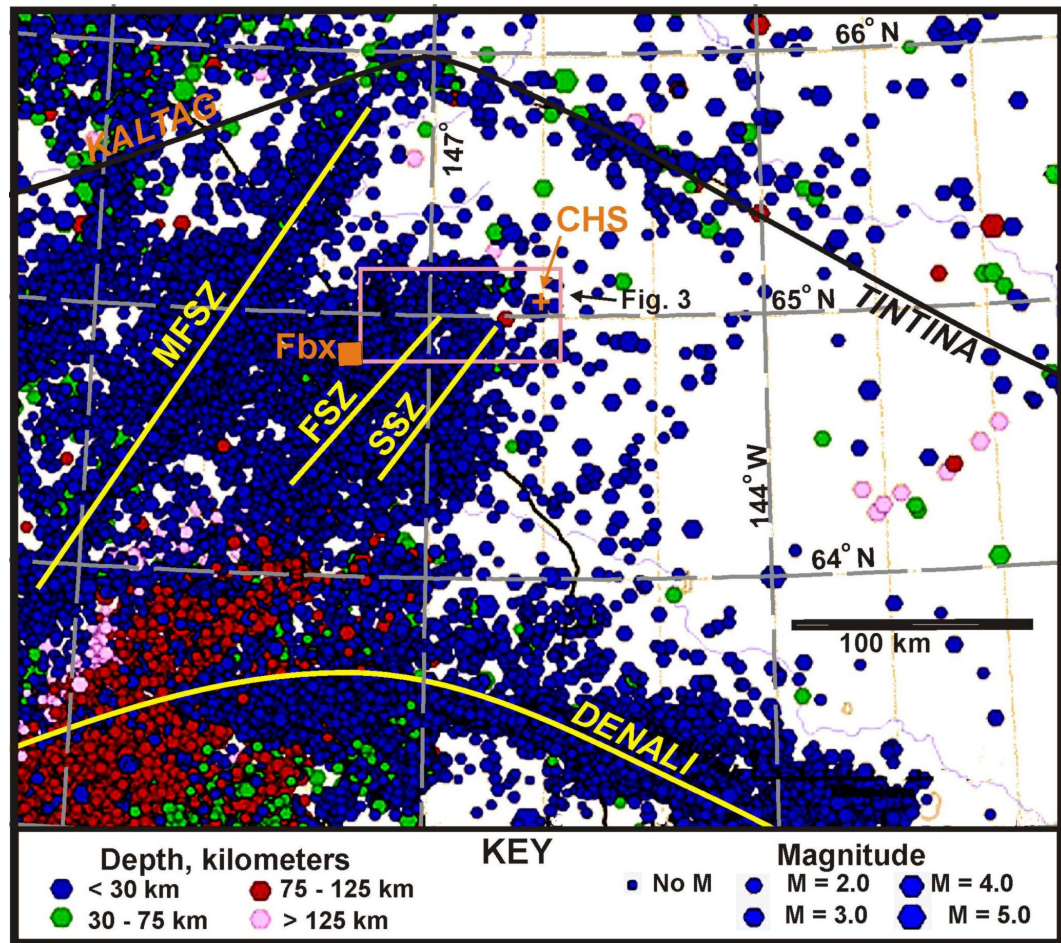 66° N
KALTAG
147°
CHS
Fig. 3
65° N
TINTINA
MFSZ
Fbx
FSZ
SSZ
144° W
64° N
100 km
DENALI
KEY
Depth, kilometers
< 30 km
75 - 125 km
30 - 75 km
> 125 km
Magnitude
No M
M = 2.0
M = 4.0
M = 3.0
M = 5.0